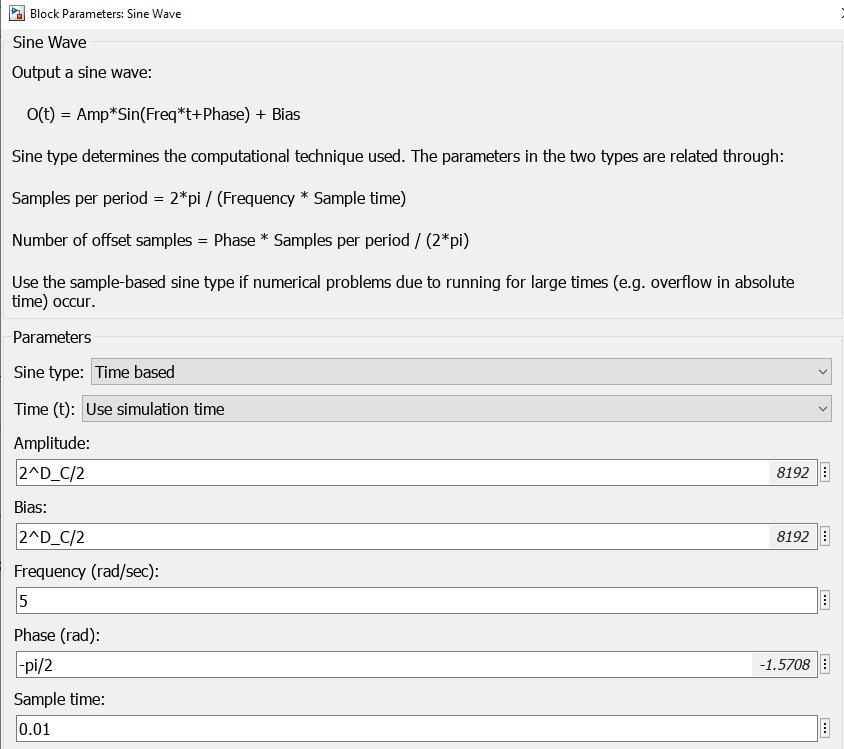 Block Parameters: Sine Wave
Sine Wave
Output a sine wave:
O(t) = Amp*Sin(Freq*t+Phase) + Bias
Sine type determines the computational technique used. The parameters in the two types are related through:
Samples per period = 2*pi / (Frequency * Sample time)
Number of offset samples = Phase * Samples per period / (2*pi)
Use the sample-based sine type if numerical problems due to running for large times (e.g. overflow in absolute
time) occur.
Parameters
Sine type: Time based
Time (t): Use simulation time
Amplitude:
2^D_C/2 8192
Bias:
2^D_C/2 8192
Frequency (rad/sec):
5
Phase (rad):
-pi/2 -1.5708
Sample time:
0.01